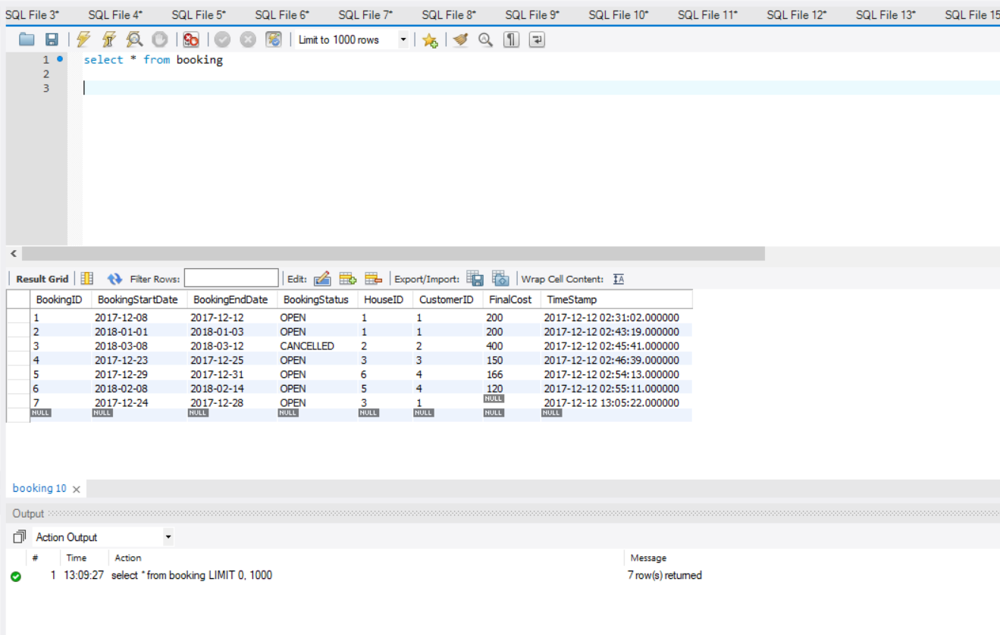 SQL File 3* SQL File 4* SQL File 5* SQL File 6* SQL File 7* SQL File 8* SQL File 9* SQL File 10* SQL File 11* SQL File 12* SQL File 13* SQL File 15
Limit to 1000 rows
1 select * from booking
2
3
Result Grid Filter Rows: Edit: Export/Import: Wrap Cell Content:
BookingID BookingStartDate BookingEndDate BookingStatus HouseID CustomerID FinalCost TimeStamp
1 2017-12-08 2017-12-12 OPEN 1 1 200 2017-12-12 02:31:02.000000
2 2018-01-01 2018-01-03 OPEN 1 1 200 2017-12-12 02:43:19.000000
3 2018-03-08 2018-03-12 CANCELLED 2 2 400 2017-12-12 02:45:41.000000
4 2017-12-23 2017-12-25 OPEN 3 3 150 2017-12-12 02:46:39.000000
5 2017-12-29 2017-12-31 OPEN 6 4 166 2017-12-12 02:54:13.000000
6 2018-02-08 2018-02-14 OPEN 5 4 120 2017-12-12 02:55:11.000000
7 2017-12-24 2017-12-28 OPEN 3 1 NULL 2017-12-12 13:05:22.000000
NULL NULL NULL NULL NULL NULL NULL NULL
booking 10
Output
Action Output
# Time Action Message
1 13:09:27 select * from booking LIMIT 0, 1000 7 row(s) returned